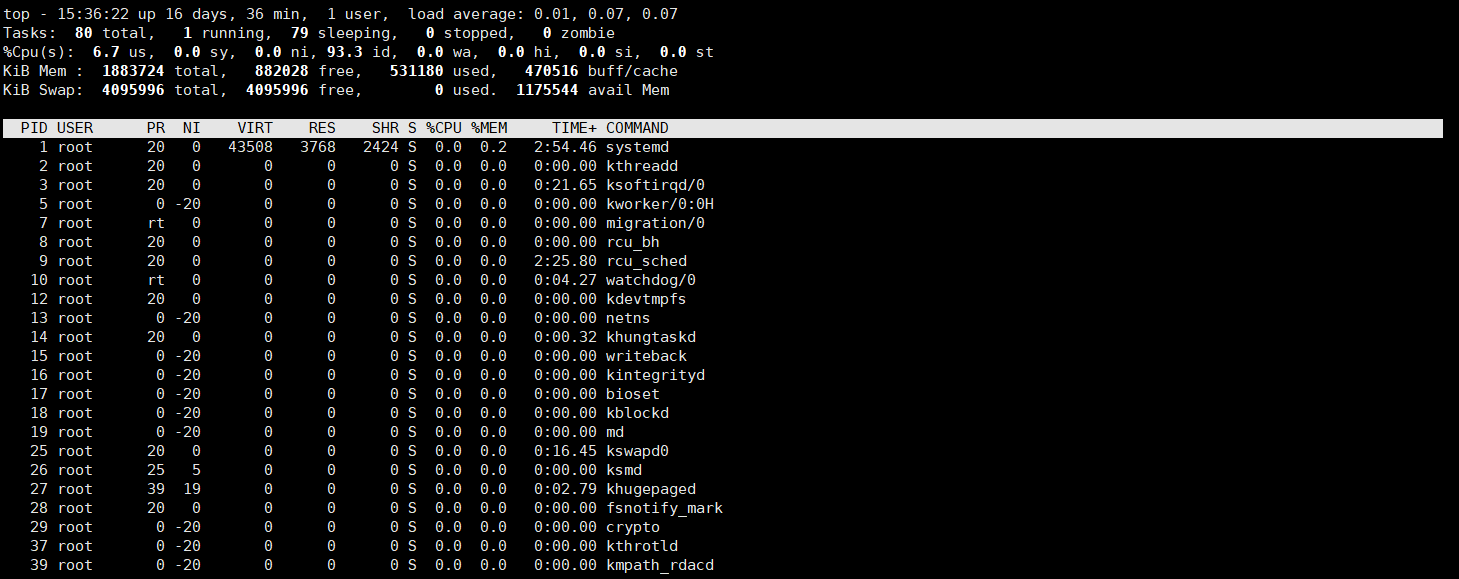 top - 15:36:22 up 16 days, 36 min,  1 user,  load average: 0.01, 0.07, 0.07
Tasks:  80 total,   1 running,  79 sleeping,   0 stopped,   0 zombie
%Cpu(s):  6.7 us,  0.0 sy,  0.0 ni, 93.3 id,  0.0 wa,  0.0 hi,  0.0 si,  0.0 st
KiB Mem :  1883724 total,   882028 free,   531180 used,   470516 buff/cache
KiB Swap:  4095996 total,  4095996 free,        0 used.  1175544 avail Mem
  PID USER      PR  NI    VIRT    RES    SHR S %CPU %MEM     TIME+ COMMAND
    1 root      20   0   43508   3768   2424 S  0.0  0.2   2:54.46 systemd
    2 root      20   0       0      0      0 S  0.0  0.0   0:00.00 kthreadd
    3 root      20   0       0      0      0 S  0.0  0.0   0:21.65 ksoftirqd/0
    5 root       0 -20       0      0      0 S  0.0  0.0   0:00.00 kworker/0:0H
    7 root      rt   0       0      0      0 S  0.0  0.0   0:00.00 migration/0
    8 root      20   0       0      0      0 S  0.0  0.0   0:00.00 rcu_bh
    9 root      20   0       0      0      0 S  0.0  0.0   2:25.80 rcu_sched
   10 root      rt   0       0      0      0 S  0.0  0.0   0:04.27 watchdog/0
   12 root      20   0       0      0      0 S  0.0  0.0   0:00.00 kdevtmpfs
   13 root       0 -20       0      0      0 S  0.0  0.0   0:00.00 netns
   14 root      20   0       0      0      0 S  0.0  0.0   0:00.32 khungtaskd
   15 root       0 -20       0      0      0 S  0.0  0.0   0:00.00 writeback
   16 root       0 -20       0      0      0 S  0.0  0.0   0:00.00 kintegrityd
   17 root       0 -20       0      0      0 S  0.0  0.0   0:00.00 bioset
   18 root       0 -20       0      0      0 S  0.0  0.0   0:00.00 kblockd
   19 root       0 -20       0      0      0 S  0.0  0.0   0:00.00 md
   25 root      20   0       0      0      0 S  0.0  0.0   0:16.45 kswapd0
   26 root      25   5       0      0      0 S  0.0  0.0   0:00.00 ksmd
   27 root      39  19       0      0      0 S  0.0  0.0   0:02.79 khugepaged
   28 root      20   0       0      0      0 S  0.0  0.0   0:00.00 fsnotify_mark
   29 root       0 -20       0      0      0 S  0.0  0.0   0:00.00 crypto
   37 root       0 -20       0      0      0 S  0.0  0.0   0:00.00 kthrotld
   39 root       0 -20       0      0      0 S  0.0  0.0   0:00.00 kmpath_rdacd